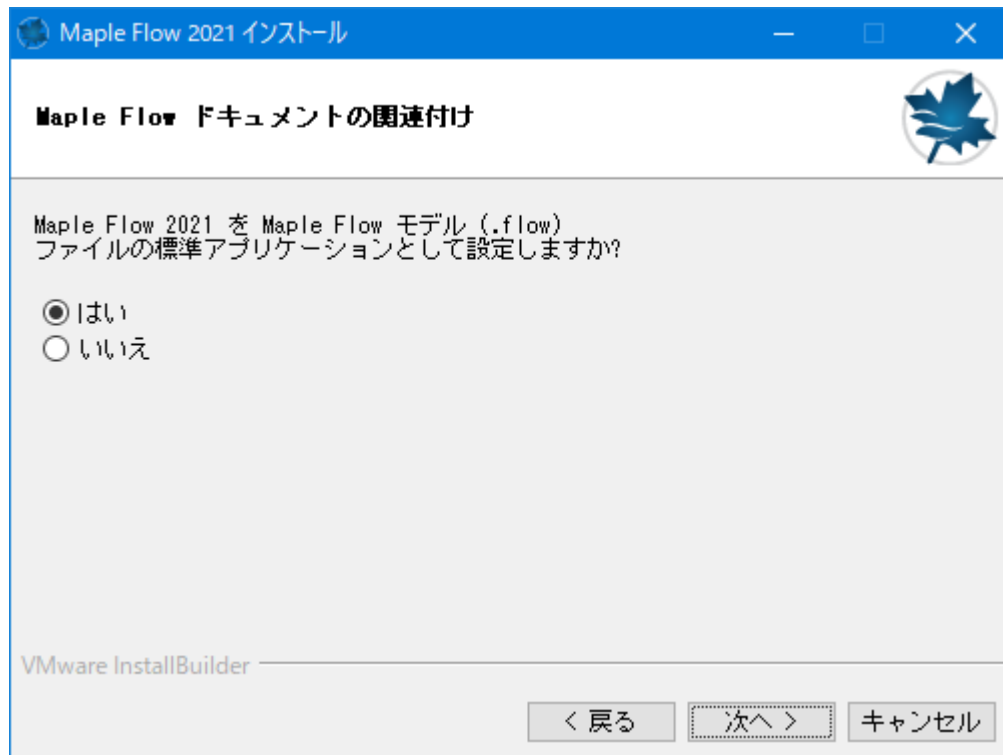 Maple Flow 2021 インストール
Maple Flow ドキュメントの関連付け
Maple Flow 2021 を Maple Flow モデル (.flow)
ファイルの標準アプリケーションとして設定しますか?
はい
いいえ
VMware InstallBuilder
< 戻る 次へ > キャンセル